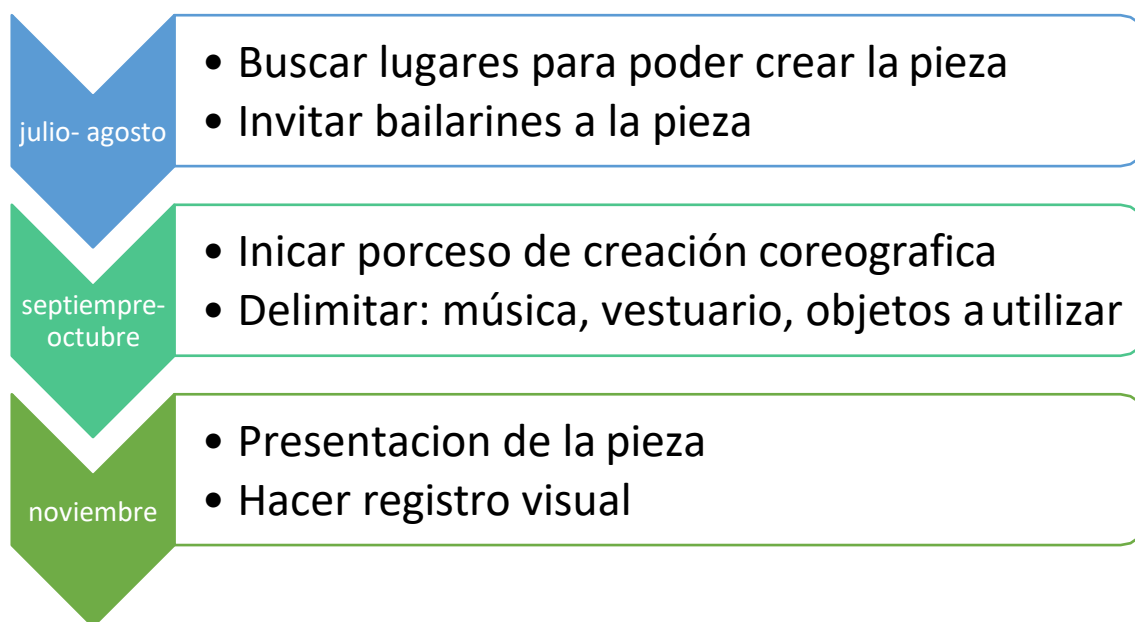 julio- agosto
• Buscar lugares para poder crear la pieza
• Invitar bailarines a la pieza
septiempre-
octubre
• Inicar porceso de creación coreografica
• Delimitar: música, vestuario, objetos a utilizar
noviembre
• Presentacion de la pieza
• Hacer registro visual